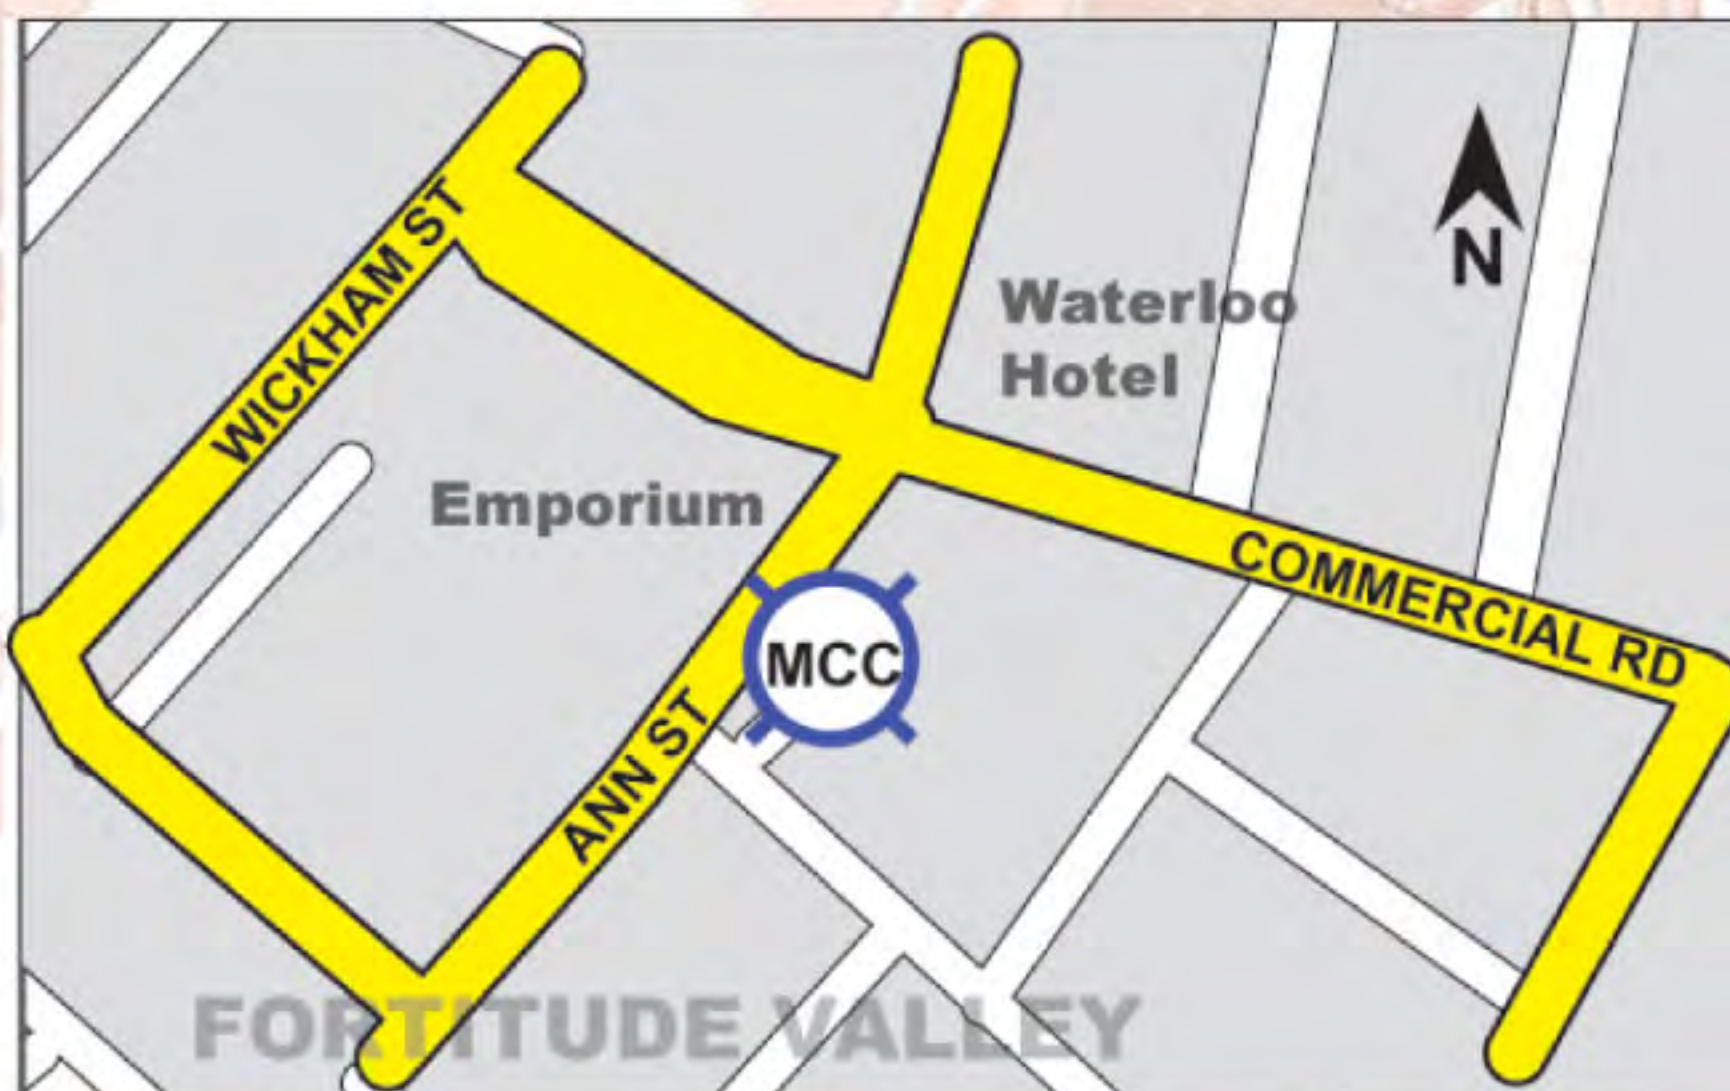 WICKHAM ST
Waterloo
Hotel
N
Emporium
COMMERCIAL RD
MCC
ANN ST
FORTITUDE VALLEY